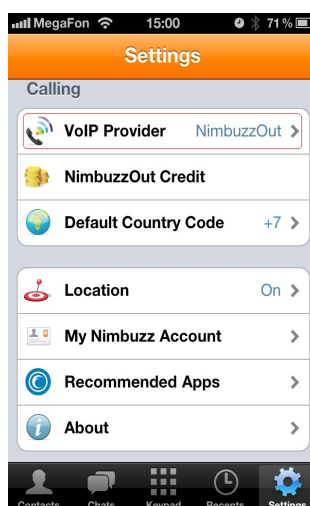 MegaFon 15:00 71 %
Settings
Calling
VoIP Provider NimbuzzOut
NimbuzzOut Credit
Default Country Code +7
Location On
My Nimbuzz Account
Recommended Apps
About
Contacts Chats Keypad Recents Settings